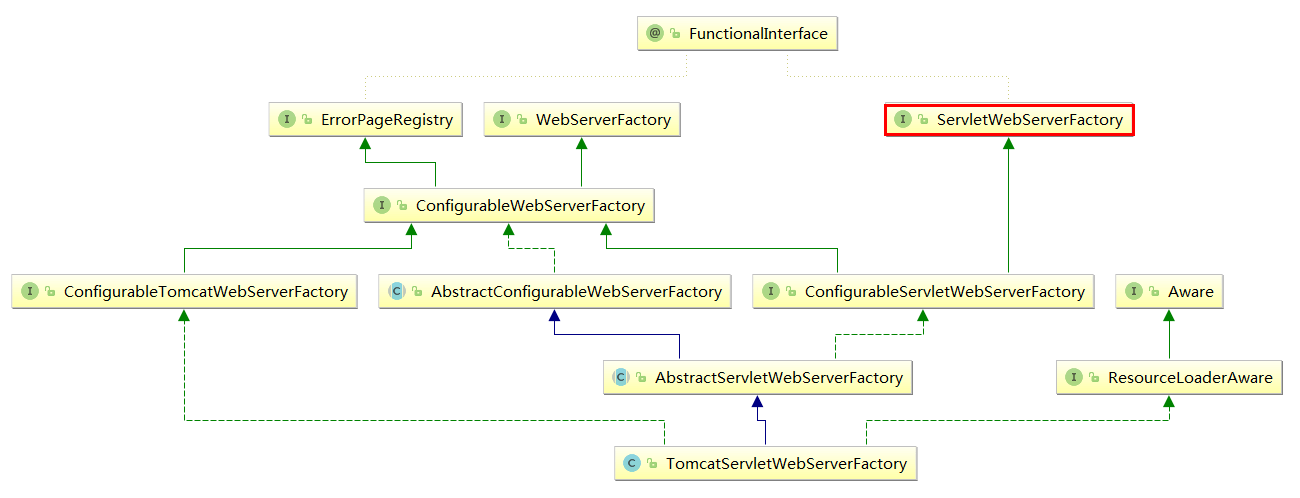 @ FunctionalInterface
I ErrorPageRegistry
I WebServerFactory
I ServletWebServerFactory
I ConfigurableWebServerFactory
I ConfigurableTomcatWebServerFactory
C AbstractConfigurableWebServerFactory
I ConfigurableServletWebServerFactory
I Aware
C AbstractServletWebServerFactory
I ResourceLoaderAware
C TomcatServletWebServerFactory